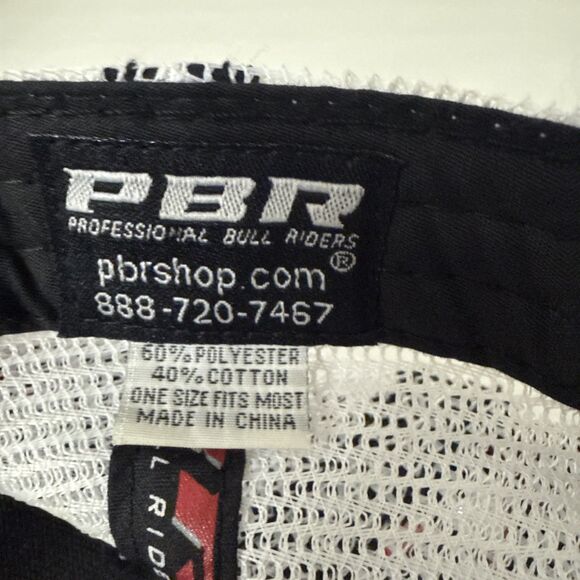 PBR
PROFESSIONAL BULL RIDERS
®
pbrshop.com
888-720-7467
60% POLYESTER
40% COTTON
ONE SIZE FITS MOST
MADE IN CHINA